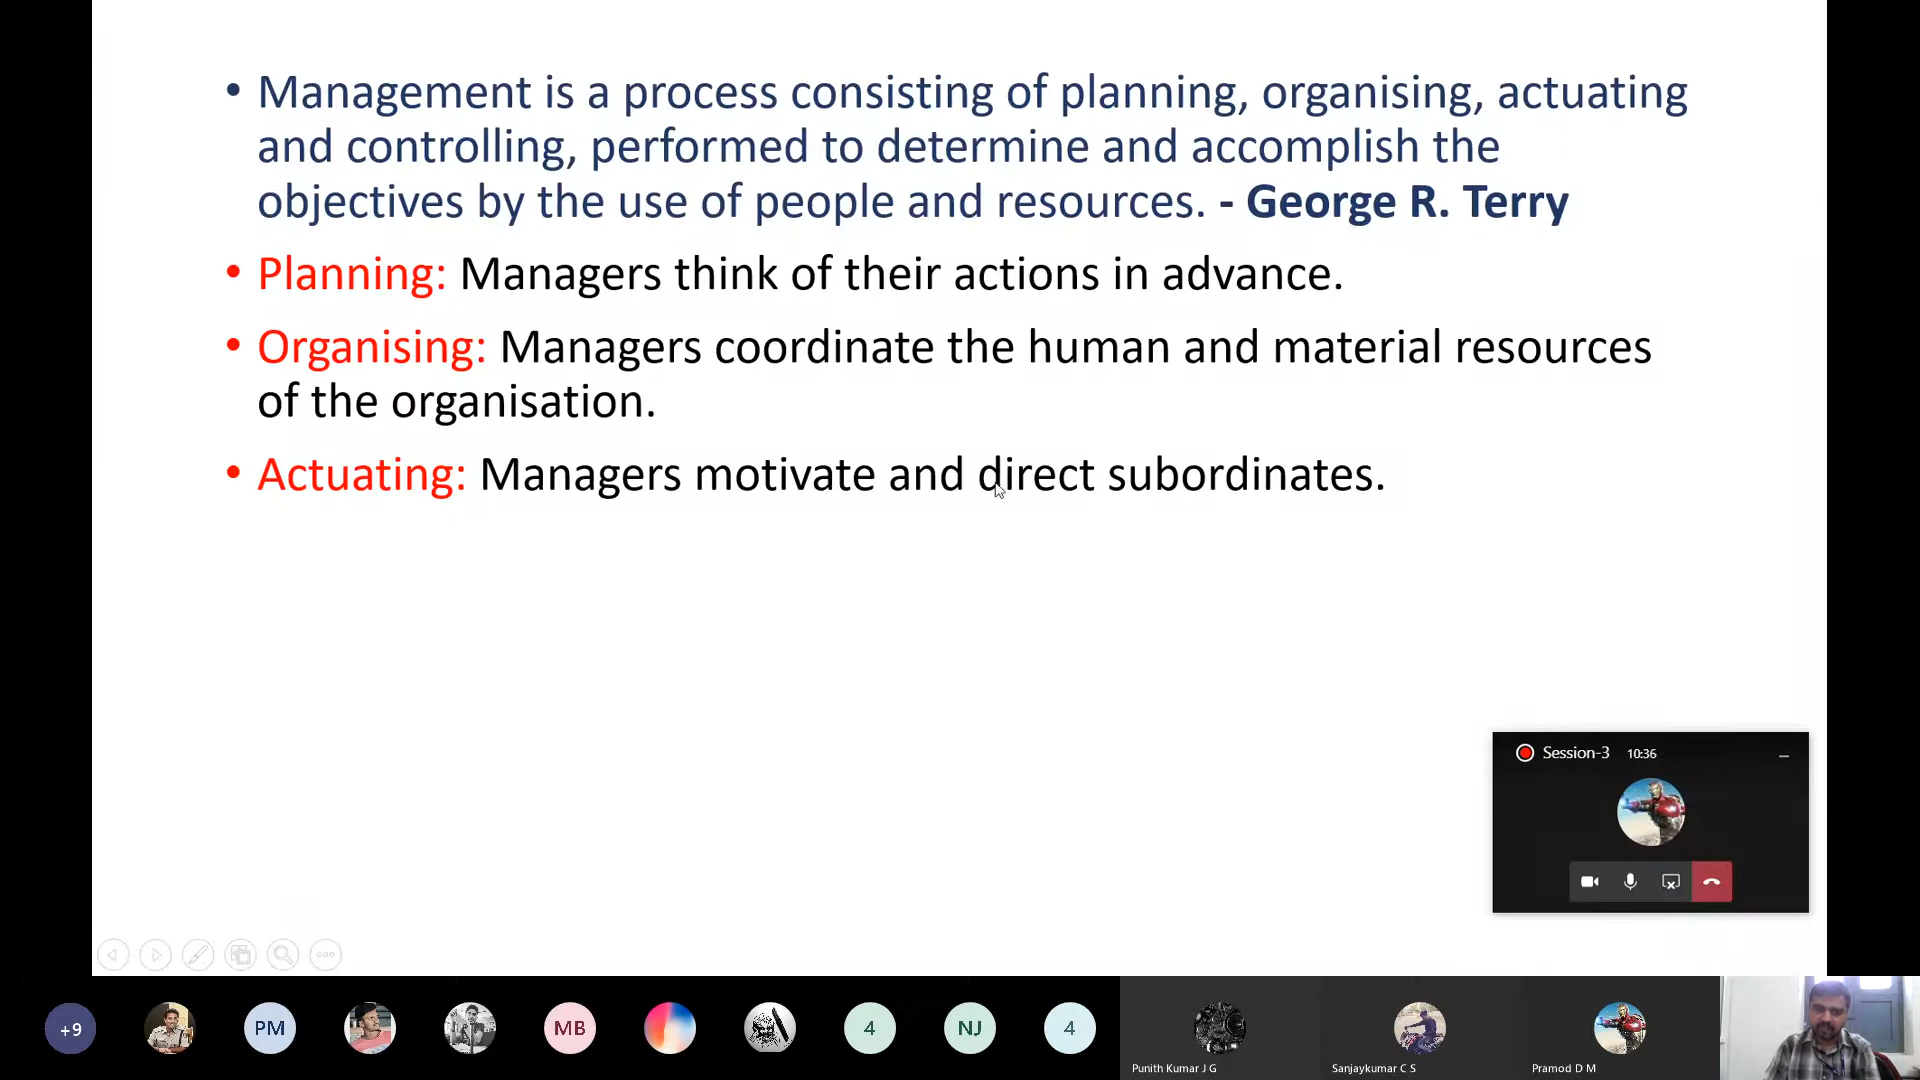 • Management is a process consisting of planning, organising, actuating
and controlling, performed to determine and accomplish the
objectives by the use of people and resources. - George R. Terry
• Planning: Managers think of their actions in advance.
• Organising: Managers coordinate the human and material resources
of the organisation.
• Actuating: Managers motivate and direct subordinates.
Session-3 10:36
+9 PM MB 4 NJ 4
Punith Kumar J G Sanjaykumar C S Pramod D M